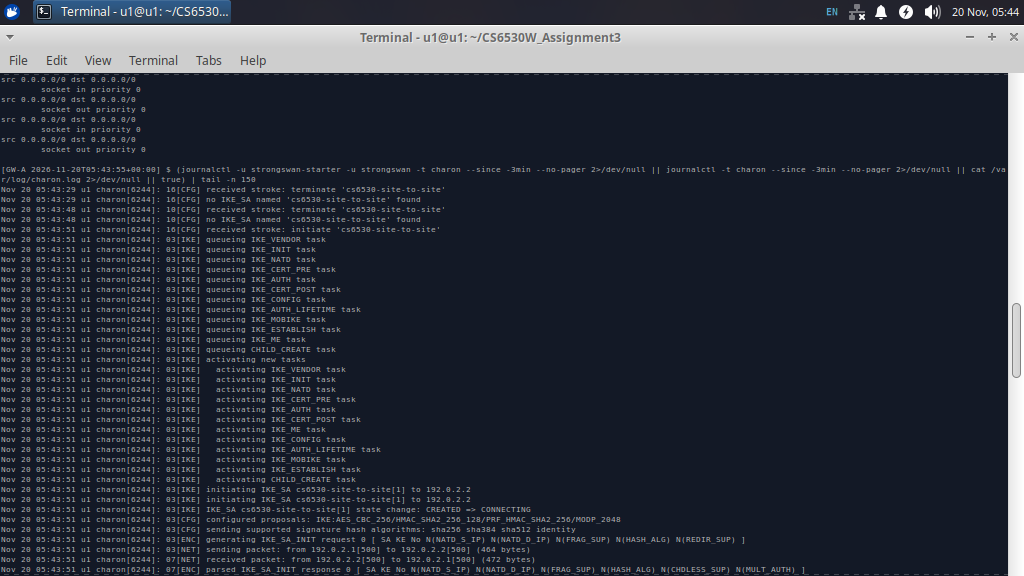 Terminal - u1@u1: ~/CS6530...
EN
20 Nov, 05:44
Terminal - u1@u1: ~/CS6530W_Assignment3
File Edit View Terminal Tabs Help
src 0.0.0.0/0 dst 0.0.0.0/0
socket in priority 0
src 0.0.0.0/0 dst 0.0.0.0/0
socket out priority 0
src 0.0.0.0/0 dst 0.0.0.0/0
socket in priority 0
src 0.0.0.0/0 dst 0.0.0.0/0
socket out priority 0
[GW-A 2026-11-20T05:43:55+00:00] $ (journalctl -u strongswan-starter -u strongswan -t charon --since -3min --no-pager 2>/dev/null || journalctl -t charon --since -3min --no-pager 2>/dev/null || cat /va
r/log/charon.log 2>/dev/null || true) | tail -n 150
Nov 20 05:43:29 u1 charon[6244]: 16[CFG] received stroke: terminate 'cs6530-site-to-site'
Nov 20 05:43:29 u1 charon[6244]: 16[CFG] no IKE_SA named 'cs6530-site-to-site' found
Nov 20 05:43:48 u1 charon[6244]: 10[CFG] received stroke: terminate 'cs6530-site-to-site'
Nov 20 05:43:48 u1 charon[6244]: 10[CFG] no IKE_SA named 'cs6530-site-to-site' found
Nov 20 05:43:51 u1 charon[6244]: 16[CFG] received stroke: initiate 'cs6530-site-to-site'
Nov 20 05:43:51 u1 charon[6244]: 03[IKE] queueing IKE_VENDOR task
Nov 20 05:43:51 u1 charon[6244]: 03[IKE] queueing IKE_INIT task
Nov 20 05:43:51 u1 charon[6244]: 03[IKE] queueing IKE_NATD task
Nov 20 05:43:51 u1 charon[6244]: 03[IKE] queueing IKE_CERT_PRE task
Nov 20 05:43:51 u1 charon[6244]: 03[IKE] queueing IKE_AUTH task
Nov 20 05:43:51 u1 charon[6244]: 03[IKE] queueing IKE_CERT_POST task
Nov 20 05:43:51 u1 charon[6244]: 03[IKE] queueing IKE_CONFIG task
Nov 20 05:43:51 u1 charon[6244]: 03[IKE] queueing IKE_AUTH_LIFETIME task
Nov 20 05:43:51 u1 charon[6244]: 03[IKE] queueing IKE_MOBIKE task
Nov 20 05:43:51 u1 charon[6244]: 03[IKE] queueing IKE_ESTABLISH task
Nov 20 05:43:51 u1 charon[6244]: 03[IKE] queueing IKE_ME task
Nov 20 05:43:51 u1 charon[6244]: 03[IKE] queueing CHILD_CREATE task
Nov 20 05:43:51 u1 charon[6244]: 03[IKE] activating new tasks
Nov 20 05:43:51 u1 charon[6244]: 03[IKE]   activating IKE_VENDOR task
Nov 20 05:43:51 u1 charon[6244]: 03[IKE]   activating IKE_INIT task
Nov 20 05:43:51 u1 charon[6244]: 03[IKE]   activating IKE_NATD task
Nov 20 05:43:51 u1 charon[6244]: 03[IKE]   activating IKE_CERT_PRE task
Nov 20 05:43:51 u1 charon[6244]: 03[IKE]   activating IKE_AUTH task
Nov 20 05:43:51 u1 charon[6244]: 03[IKE]   activating IKE_CERT_POST task
Nov 20 05:43:51 u1 charon[6244]: 03[IKE]   activating IKE_ME task
Nov 20 05:43:51 u1 charon[6244]: 03[IKE]   activating IKE_CONFIG task
Nov 20 05:43:51 u1 charon[6244]: 03[IKE]   activating IKE_AUTH_LIFETIME task
Nov 20 05:43:51 u1 charon[6244]: 03[IKE]   activating IKE_MOBIKE task
Nov 20 05:43:51 u1 charon[6244]: 03[IKE]   activating IKE_ESTABLISH task
Nov 20 05:43:51 u1 charon[6244]: 03[IKE]   activating CHILD_CREATE task
Nov 20 05:43:51 u1 charon[6244]: 03[IKE] initiating IKE_SA cs6530-site-to-site[1] to 192.0.2.2
Nov 20 05:43:51 u1 charon[6244]: 03[IKE] initiating IKE_SA cs6530-site-to-site[1] to 192.0.2.2
Nov 20 05:43:51 u1 charon[6244]: 03[IKE] IKE_SA cs6530-site-to-site[1] state change: CREATED => CONNECTING
Nov 20 05:43:51 u1 charon[6244]: 03[CFG] configured proposals: IKE:AES_CBC_256/HMAC_SHA2_256_128/PRF_HMAC_SHA2_256/MODP_2048
Nov 20 05:43:51 u1 charon[6244]: 03[CFG] sending supported signature hash algorithms: sha256 sha384 sha512 identity
Nov 20 05:43:51 u1 charon[6244]: 03[ENC] generating IKE_SA_INIT request 0 [ SA KE No N(NATD_S_IP) N(NATD_D_IP) N(FRAG_SUP) N(HASH_ALG) N(REDIR_SUP) ]
Nov 20 05:43:51 u1 charon[6244]: 03[NET] sending packet: from 192.0.2.1[500] to 192.0.2.2[500] (464 bytes)
Nov 20 05:43:51 u1 charon[6244]: 07[NET] received packet: from 192.0.2.2[500] to 192.0.2.1[500] (472 bytes)
Nov 20 05:43:51 u1 charon[6244]: 07[ENC] parsed IKE_SA_INIT response 0 [ SA KE No N(NATD_S_IP) N(NATD_D_IP) N(FRAG_SUP) N(HASH_ALG) N(CHDLESS_SUP) N(MULT_AUTH) ]